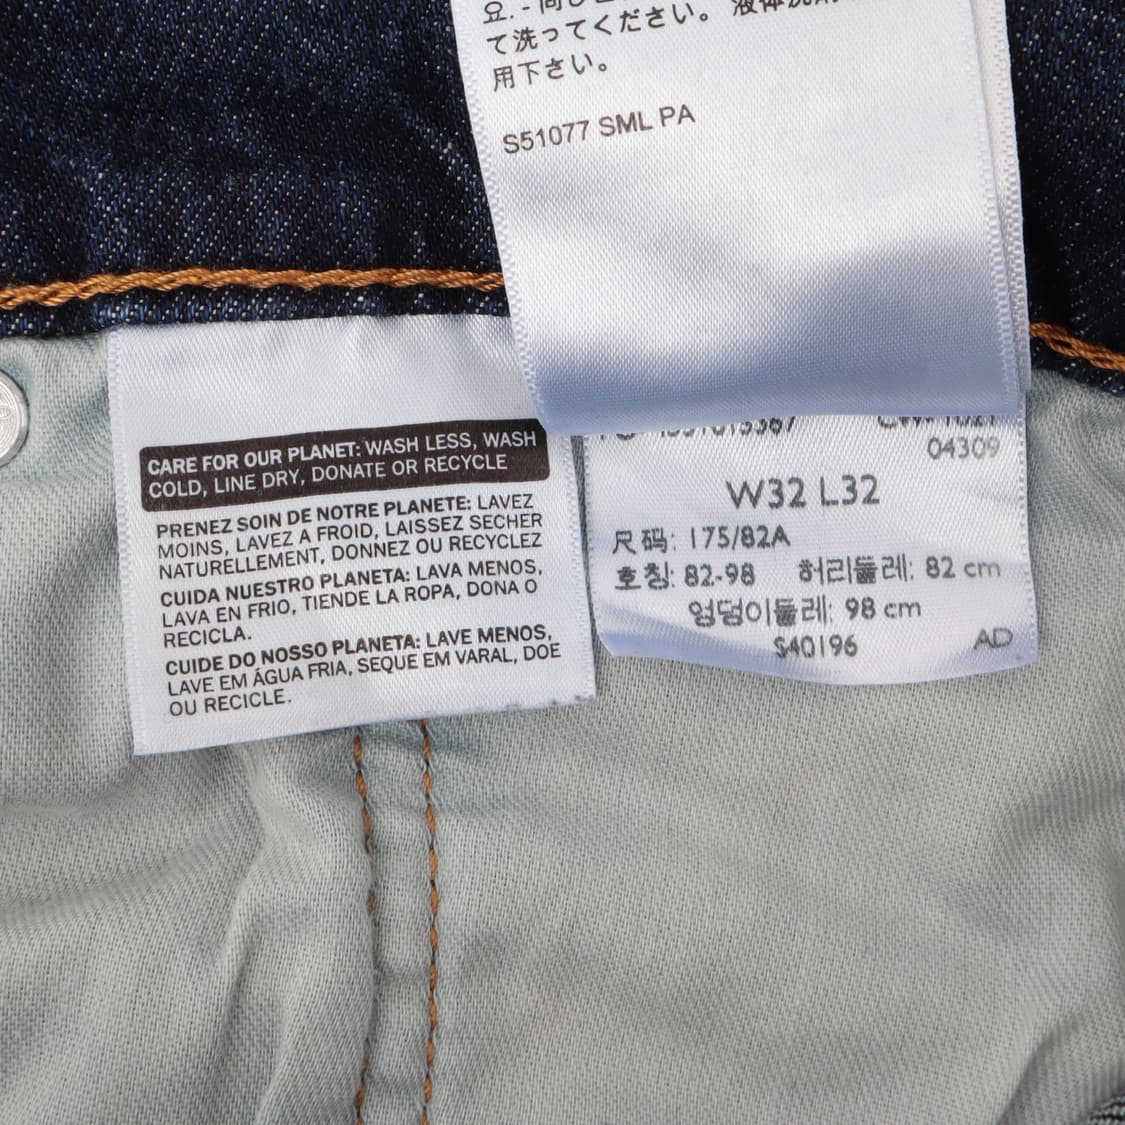 て洗ってください。
用下さい。
S51077 SML PA
CARE FOR OUR PLANET: WASH LESS, WASH
COLD, LINE DRY, DONATE OR RECYCLE
PRENEZ SOIN DE NOTRE PLANETE: LAVEZ
MOINS, LAVEZ A FROID, LAISSEZ SECHER
NATURELLEMENT, DONNEZ OU RECYCLEZ
CUIDA NUESTRO PLANETA: LAVA MENOS,
LAVA EN FRIO, TIENDE LA ROPA, DONA O
RECICLA.
CUIDE DO NOSSO PLANETA: LAVE MENOS,
LAVE EM ÁGUA FRIA, SEQUE EM VARAL, DOE
OU RECICLE.
04309
W32 L32
尺码: 175/82A
호칭: 82-98 허리둘레: 82 cm
엉덩이둘레: 98 cm
S40196 AD